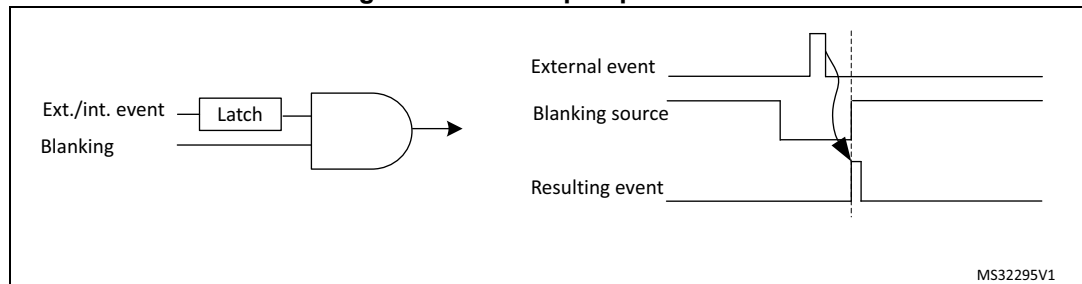 External event
Ext./int. event
Latch
Blanking source
Blanking
Resulting event
MS32295V1